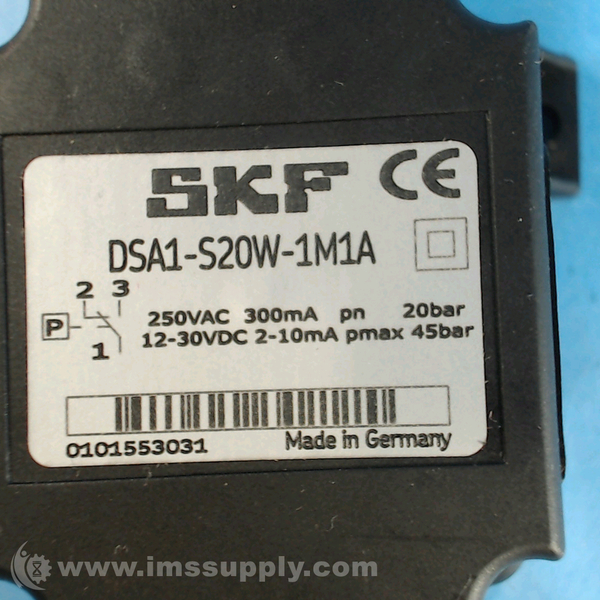 SKF CE
DSA1-S20W-1M1A
2 3
P
1
250VAC 300mA pn 20bar
12-30VDC 2-10mA pmax 45bar
0101553031 Made in Germany
www.imssupply.com